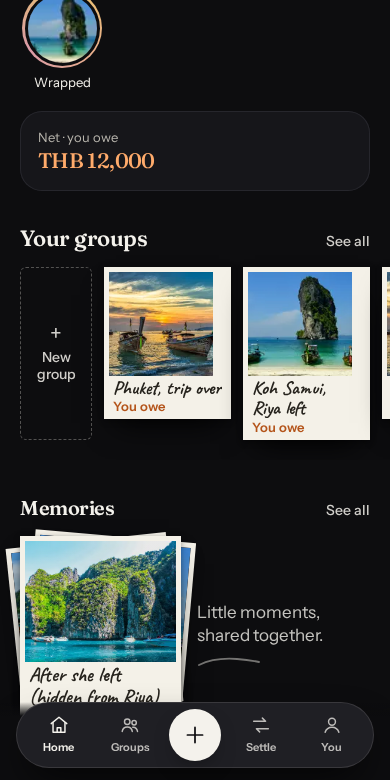 Wrapped
Net · you owe
THB 12,000
Your groups
See all
+
New
group
Phuket, trip over
You owe
Koh Samui,
Riya left
You owe
Memories
See all
Little moments,
shared together.
After she left
(hidden from Riya)
Home
Groups
+
Settle
You